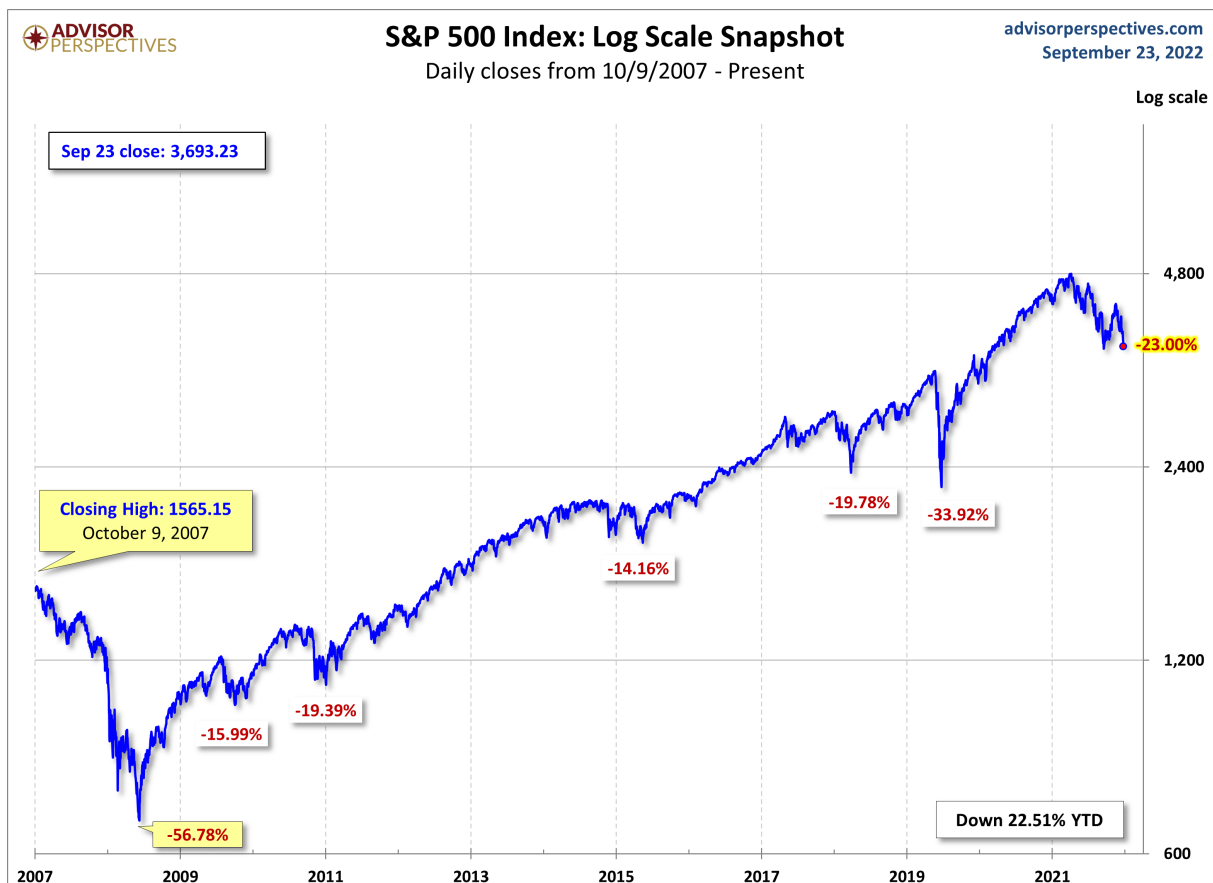 ADVISOR
PERSPECTIVES
S&P 500 Index: Log Scale Snapshot
Daily closes from 10/9/2007 - Present
advisorperspectives.com
September 23, 2022
Log scale
Sep 23 close: 3,693.23
4,800
-23.00%
2,400
Closing High: 1565.15
October 9, 2007
-19.78%
-33.92%
-14.16%
1,200
-19.39%
-15.99%
-56.78%
Down 22.51% YTD
600
2007 2009 2011 2013 2015 2017 2019 2021